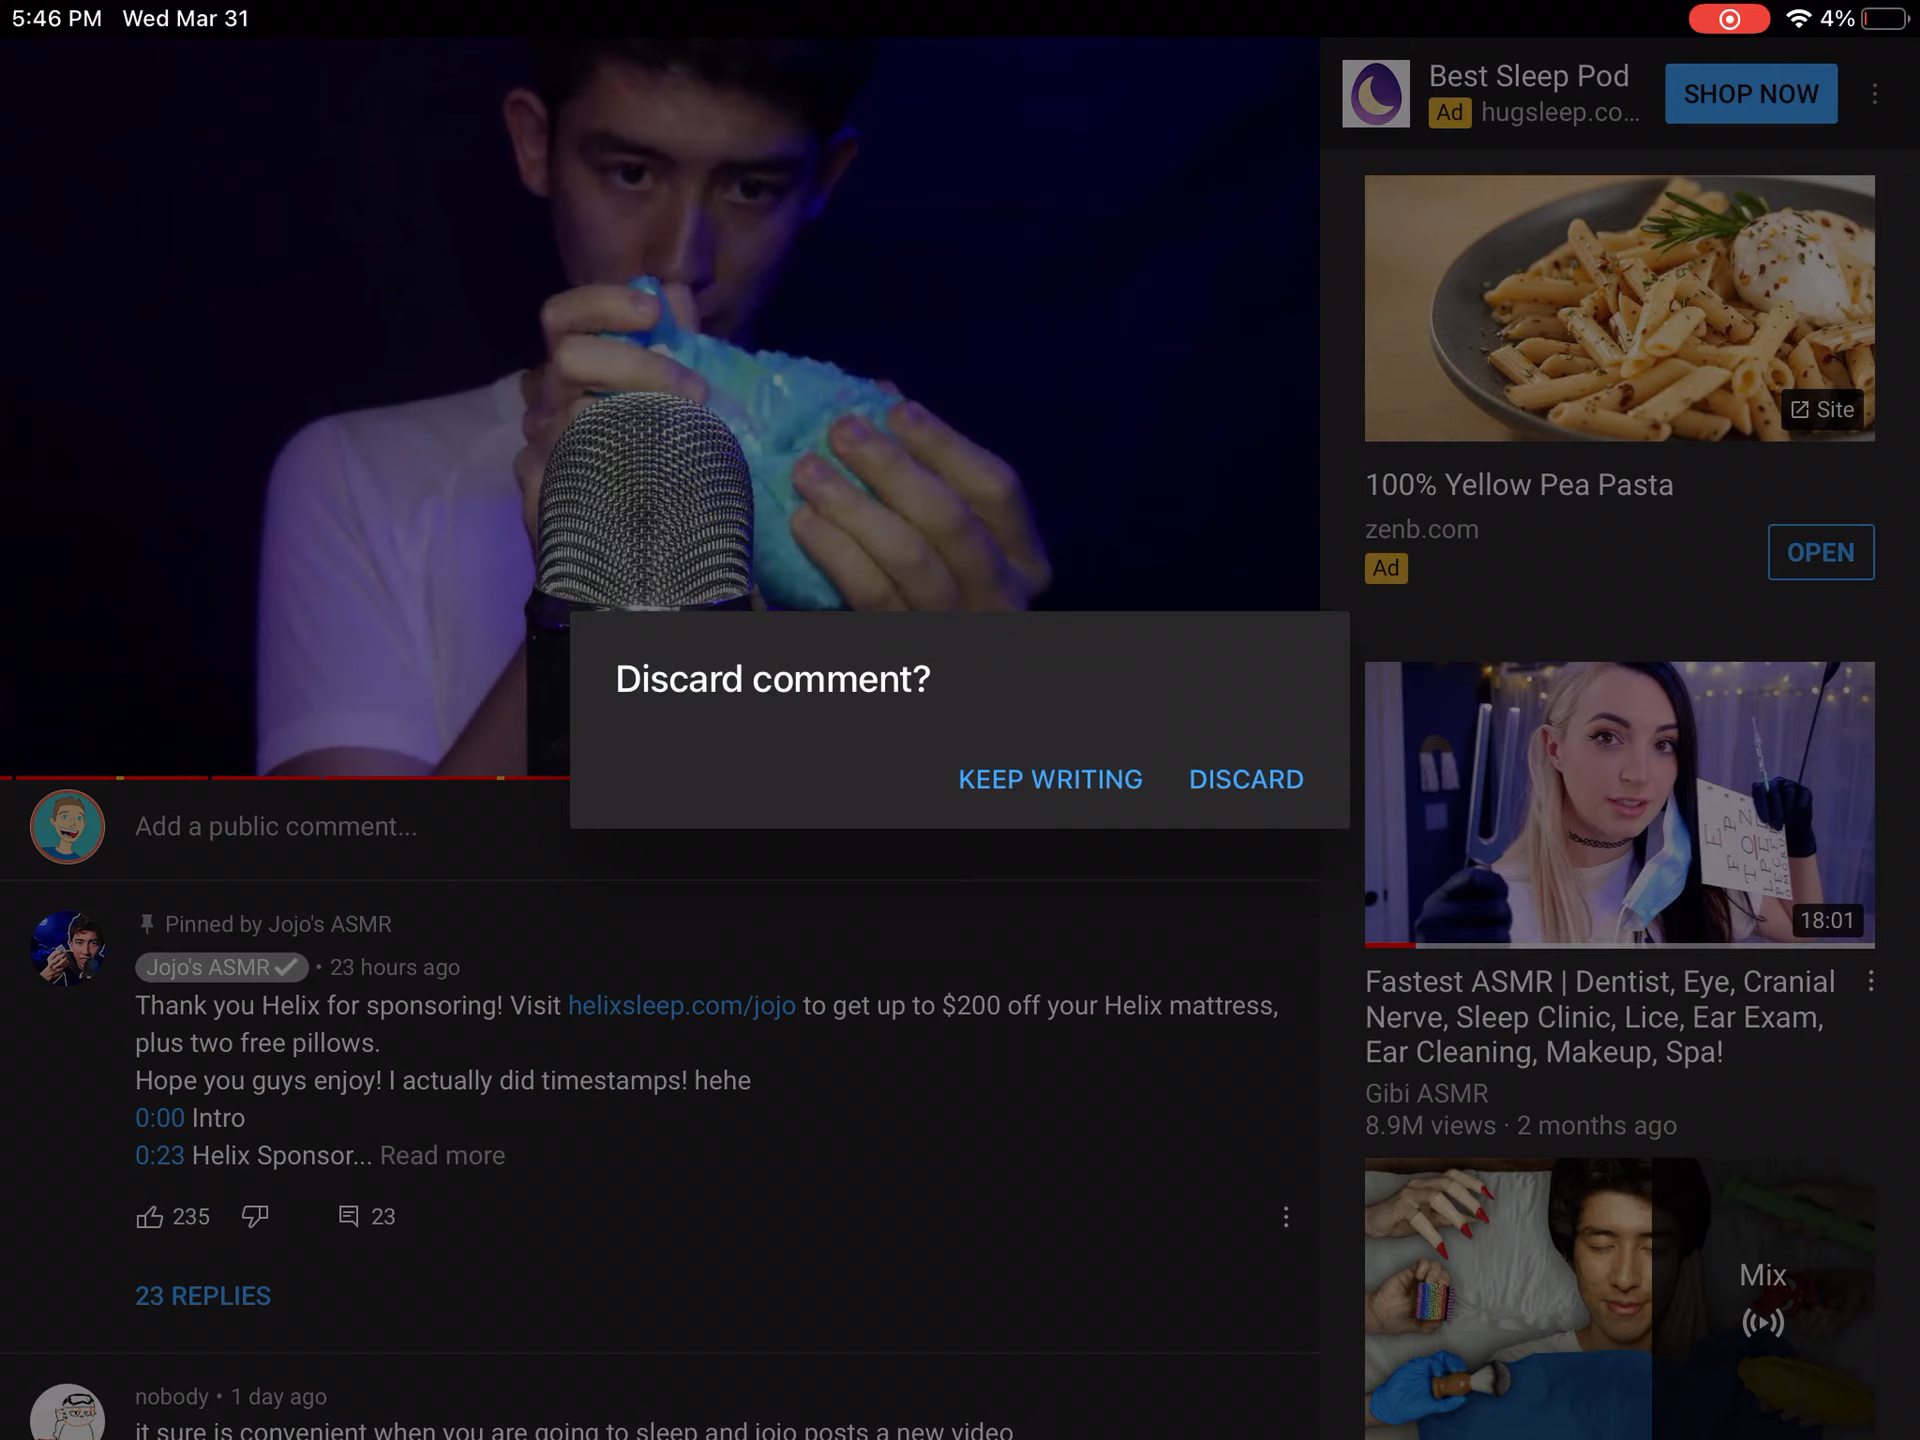 5:46 PM Wed Mar 31
4%
Best Sleep Pod
Ad hugsleep.co...
SHOP NOW
Site
100% Yellow Pea Pasta
zenb.com
Ad
OPEN
Discard comment?
KEEP WRITING DISCARD
Add a public comment...
Pinned by Jojo's ASMR
Jojo's ASMR • 23 hours ago
Thank you Helix for sponsoring! Visit helixsleep.com/jojo to get up to $200 off your Helix mattress,
plus two free pillows.
Hope you guys enjoy! I actually did timestamps! hehe
0:00 Intro
0:23 Helix Sponsor... Read more
235 23
23 REPLIES
nobody • 1 day ago
it sure is convenient when you are going to sleep and jojo posts a new video
18:01
Fastest ASMR | Dentist, Eye, Cranial
Nerve, Sleep Clinic, Lice, Ear Exam,
Ear Cleaning, Makeup, Spa!
Gibi ASMR
8.9M views · 2 months ago
Mix